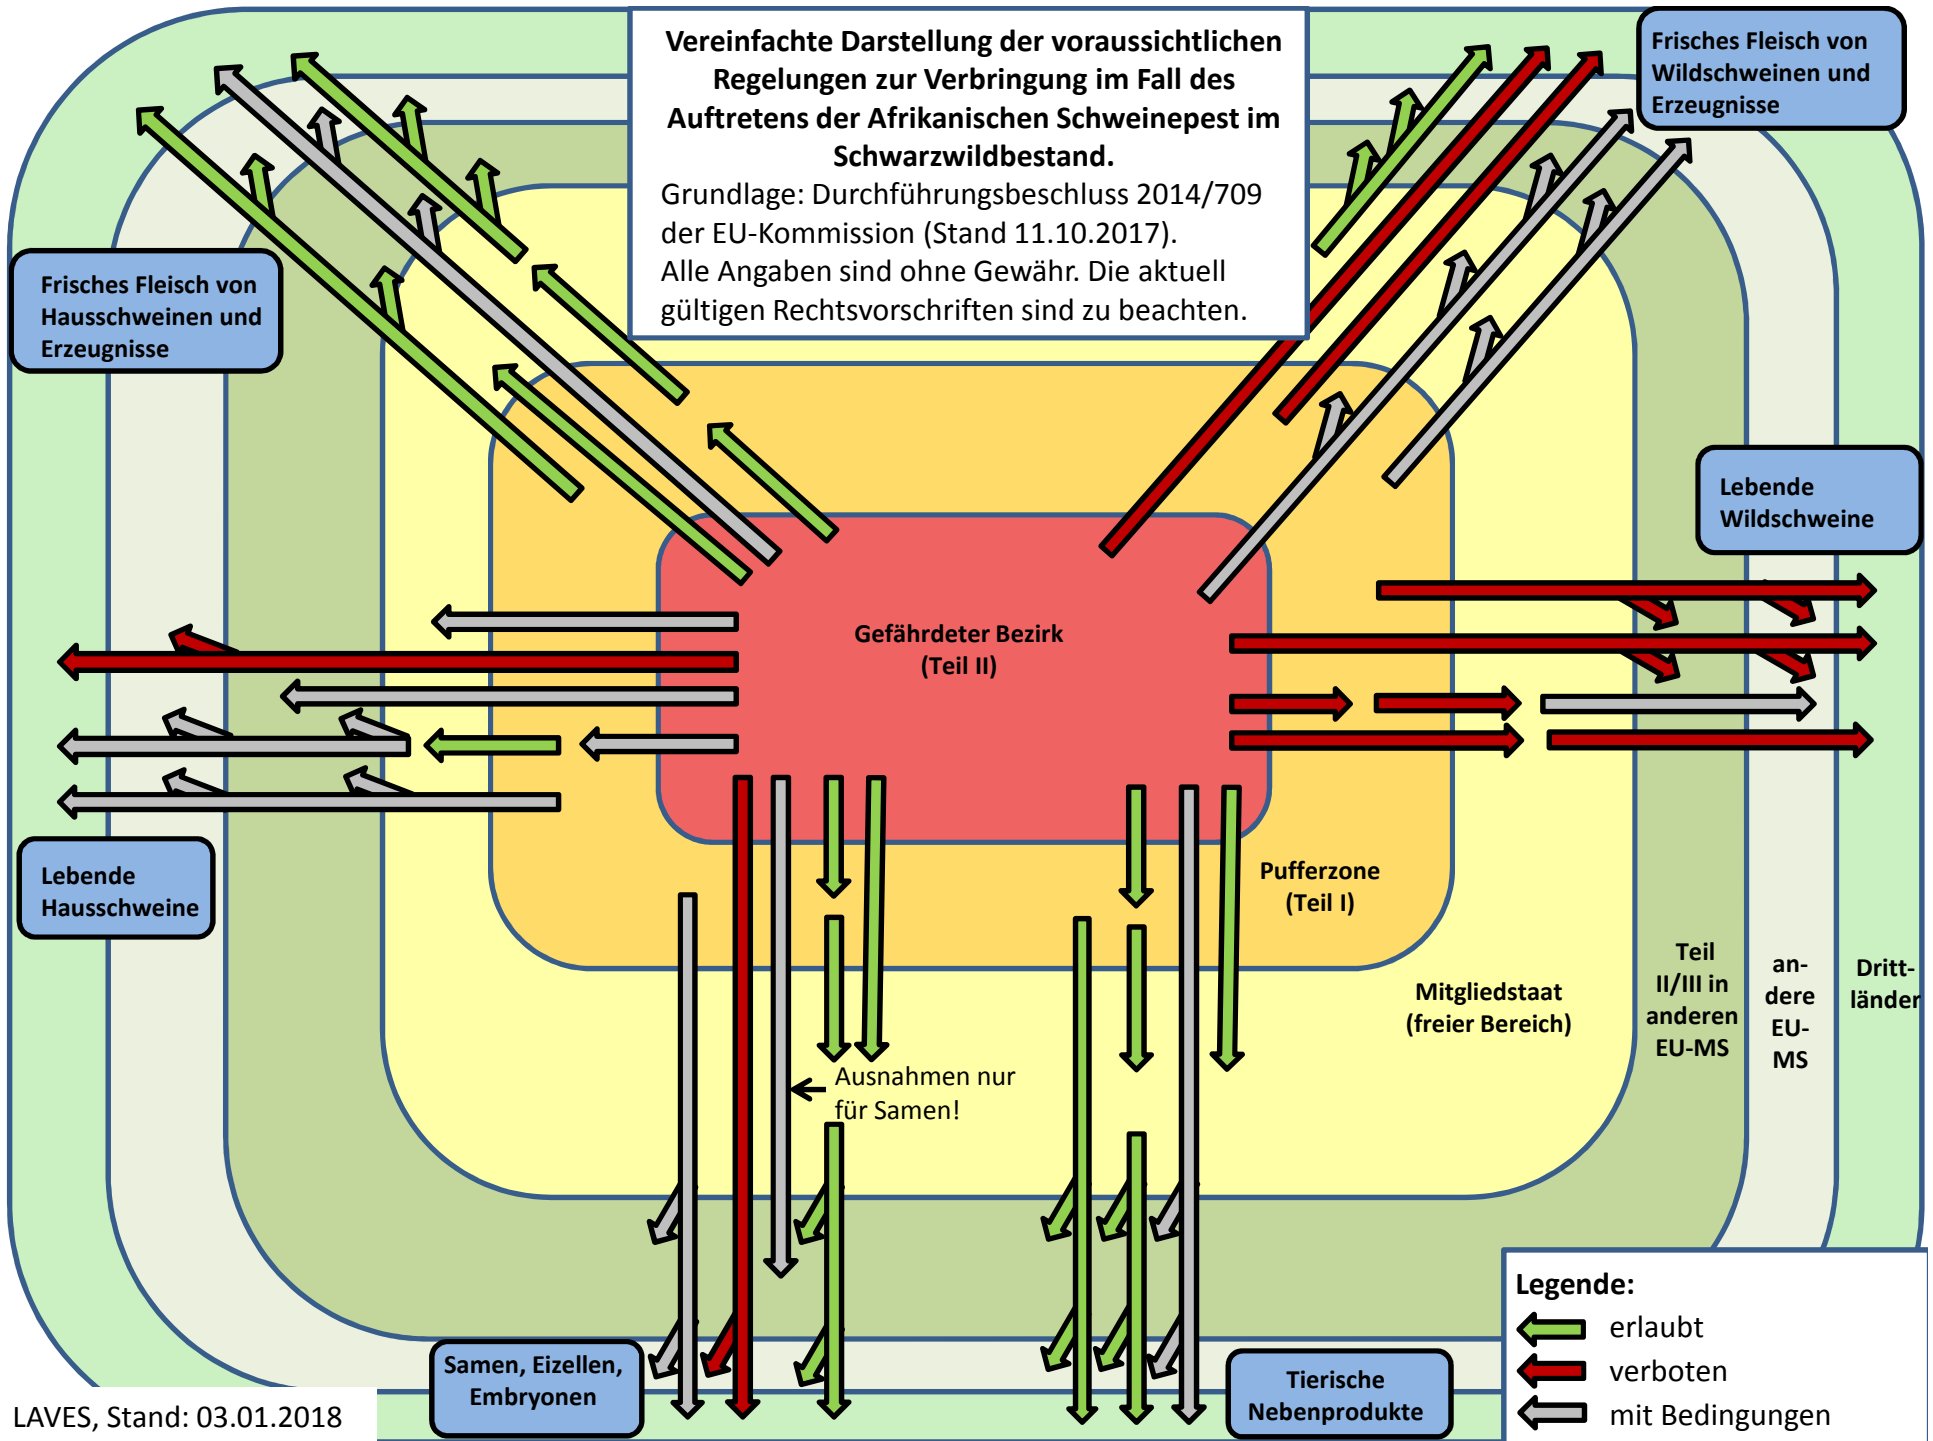 Vereinfachte Darstellung der voraussichtlichen
Regelungen zur Verbringung im Fall des
Auftretens der Afrikanischen Schweinepest im
Schwarzwildbestand.
Grundlage: Durchführungsbeschluss 2014/709
der EU-Kommission (Stand 11.10.2017).
Alle Angaben sind ohne Gewähr. Die aktuell
gültigen Rechtsvorschriften sind zu beachten.
Frisches Fleisch von
Wildschweinen und
Erzeugnisse
Frisches Fleisch von
Hausschweinen und
Erzeugnisse
Lebende
Wildschweine
Gefährdeter Bezirk
(Teil II)
Lebende
Hausschweine
Pufferzone
(Teil I)
Mitgliedstaat
(freier Bereich)
Teil
II/III in
anderen
EU-MS
an-
dere
EU-
MS
Dritt-
länder
Ausnahmen nur
für Samen!
Samen, Eizellen,
Embryonen
Tierische
Nebenprodukte
Legende:
erlaubt
verboten
mit Bedingungen
LAVES, Stand: 03.01.2018